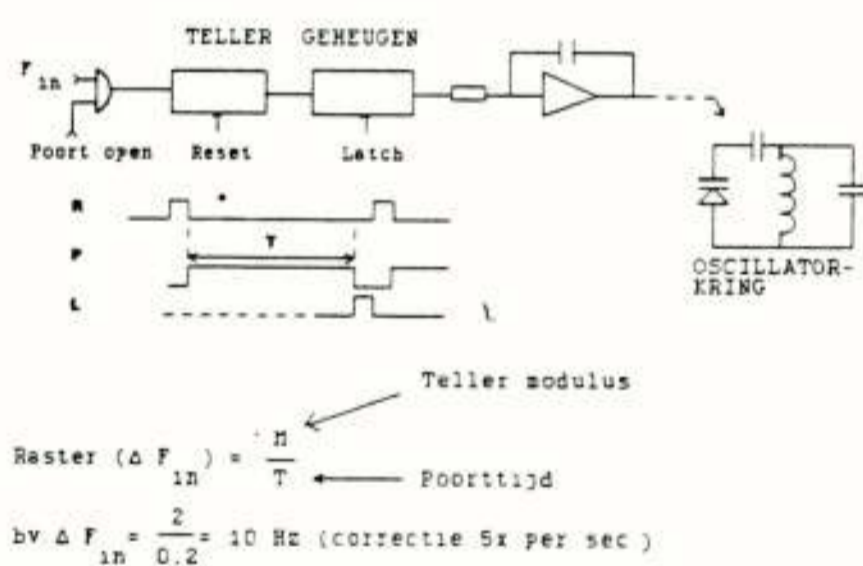 TELLER GEHEUGEN
F in
Poort open Reset Latch
R
T
P
L
OSCILLATOR-
KRING
Teller modulus
Raster (Δ F in) = M / T
Poorttijd
bv Δ F in = 2 / 0.2 = 10 Hz (correctie 5x per sec )